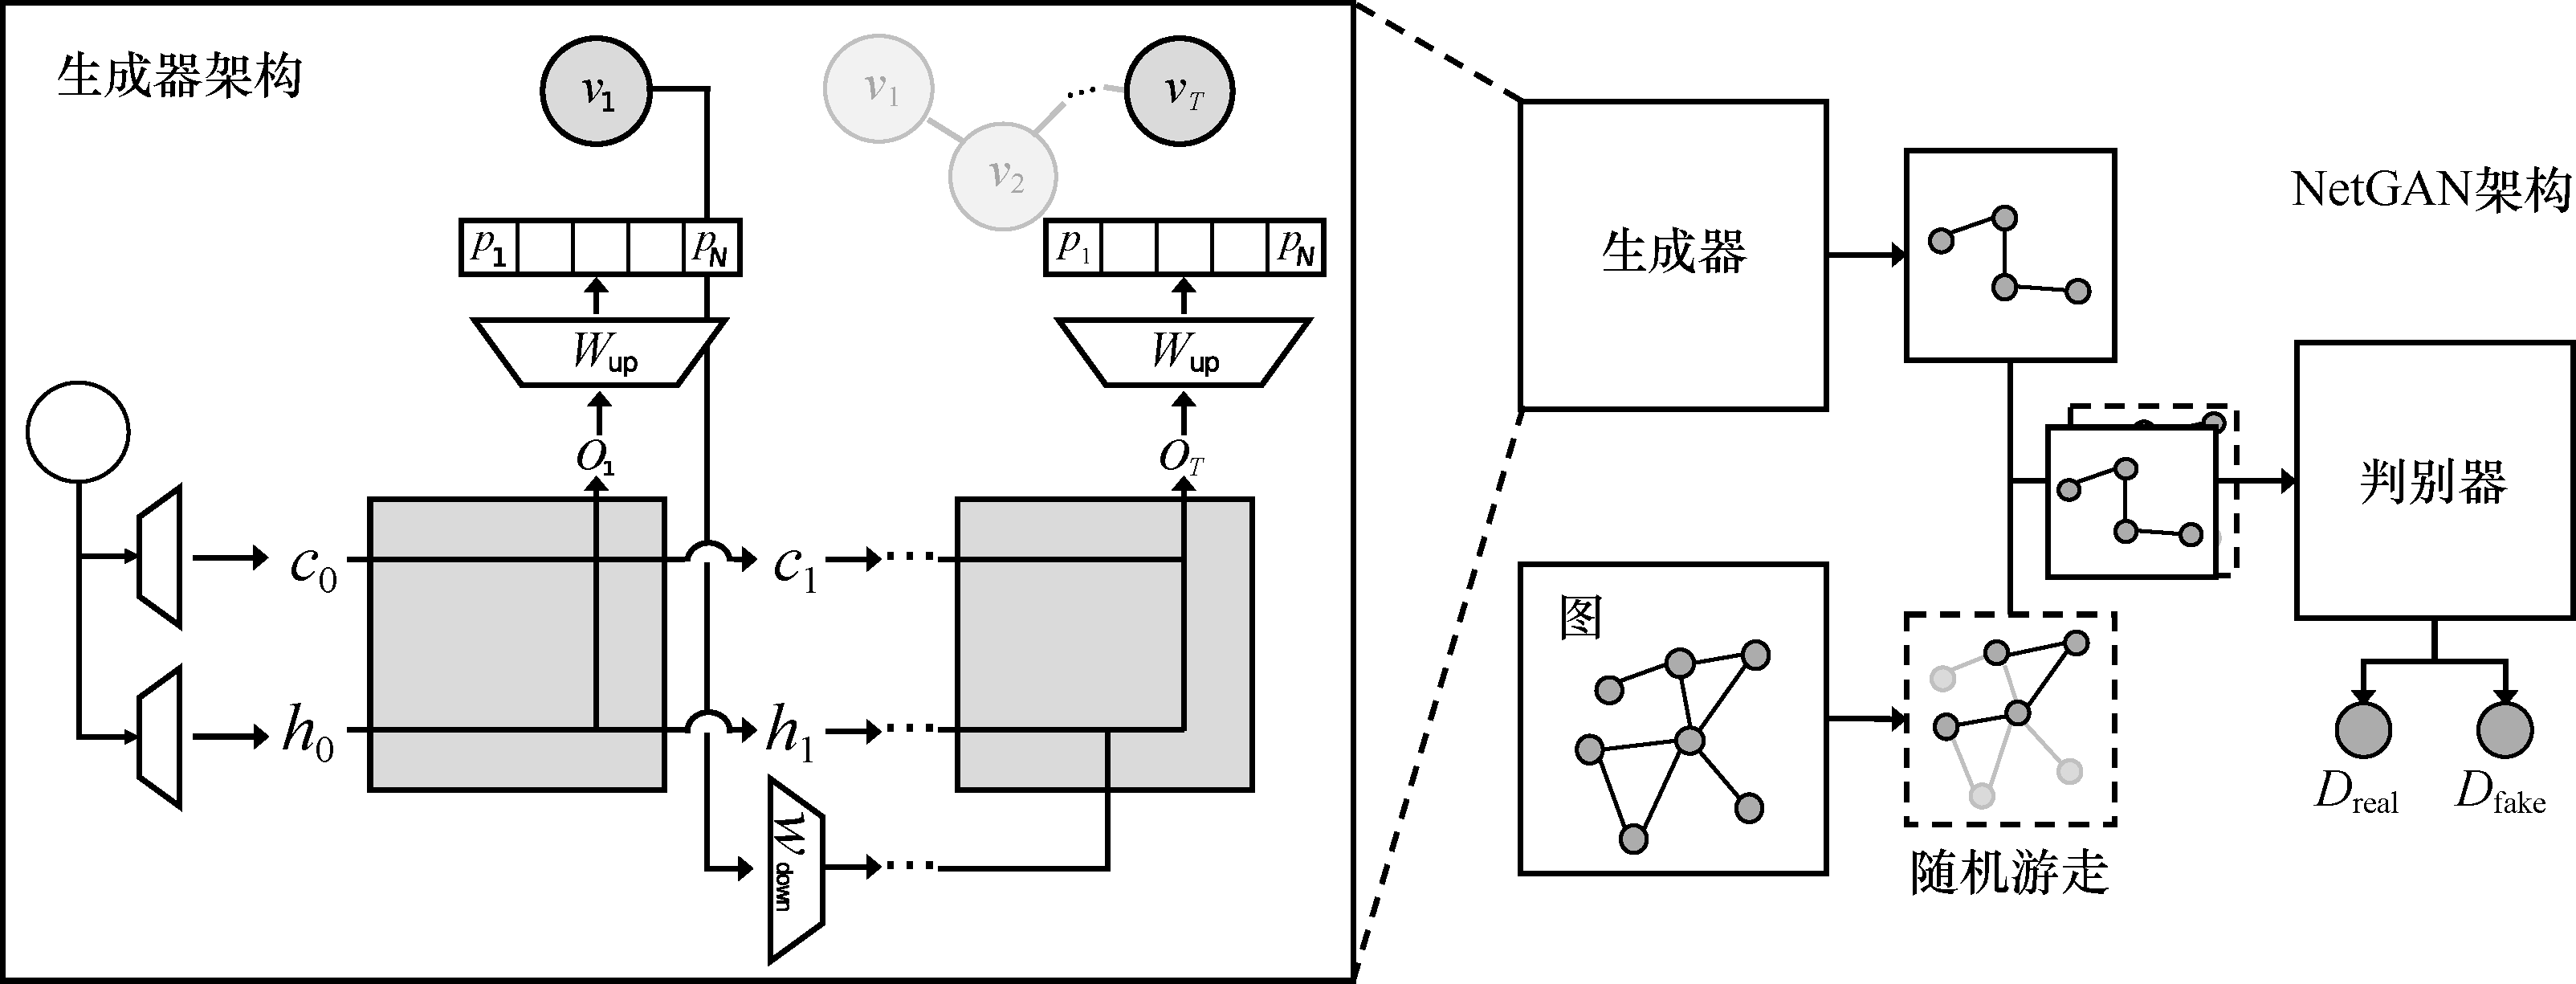 生成器架构
v1
v1
v2
...
vT
p1
pN
p1
pN
Wup
Wup
o1
oT
c0
c1
...
h0
h1
...
Wdown
...
生成器
NetGAN架构
图
判别器
随机游走
Dreal
Dfake